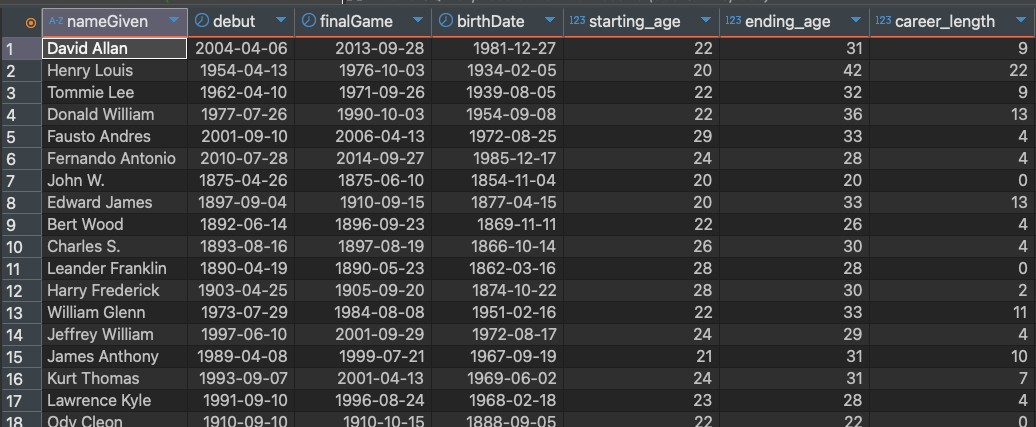 A-Z nameGiven debut finalGame birthDate 123 starting_age 123 ending_age 123 career_length
1 David Allan 2004-04-06 2013-09-28 1981-12-27 22 31 9
2 Henry Louis 1954-04-13 1976-10-03 1934-02-05 20 42 22
3 Tommie Lee 1962-04-10 1971-09-26 1939-08-05 22 32 9
4 Donald William 1977-07-26 1990-10-03 1954-09-08 22 36 13
5 Fausto Andres 2001-09-10 2006-04-13 1972-08-25 29 33 4
6 Fernando Antonio 2010-07-28 2014-09-27 1985-12-17 24 28 4
7 John W. 1875-04-26 1875-06-10 1854-11-04 20 20 0
8 Edward James 1897-09-04 1910-09-15 1877-04-15 20 33 13
9 Bert Wood 1892-06-14 1896-09-23 1869-11-11 22 26 4
10 Charles S. 1893-08-16 1897-08-19 1866-10-14 26 30 4
11 Leander Franklin 1890-04-19 1890-05-23 1862-03-16 28 28 0
12 Harry Frederick 1903-04-25 1905-09-20 1874-10-22 28 30 2
13 William Glenn 1973-07-29 1984-08-08 1951-02-16 22 33 11
14 Jeffrey William 1997-06-10 2001-09-29 1972-08-17 24 29 4
15 James Anthony 1989-04-08 1999-07-21 1967-09-19 21 31 10
16 Kurt Thomas 1993-09-07 2001-04-13 1969-06-02 24 31 7
17 Lawrence Kyle 1991-09-10 1996-08-24 1968-02-18 23 28 4
18 Ody Cleon 1910-09-10 1910-10-15 1888-09-05 22 22 0